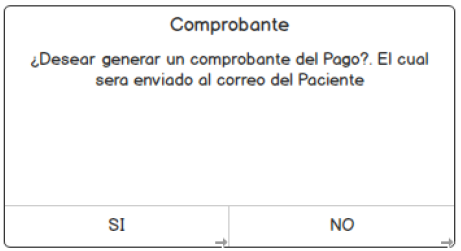 Comprobante
¿Desear generar un comprobante del Pago?. El cual
sera enviado al correo del Paciente
SI
NO